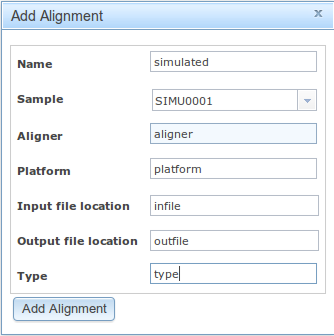 Add Alignment x
Name simulated
Sample SIMU0001
Aligner aligner
Platform platform
Input file location infile
Output file location outfile
Type type
Add Alignment